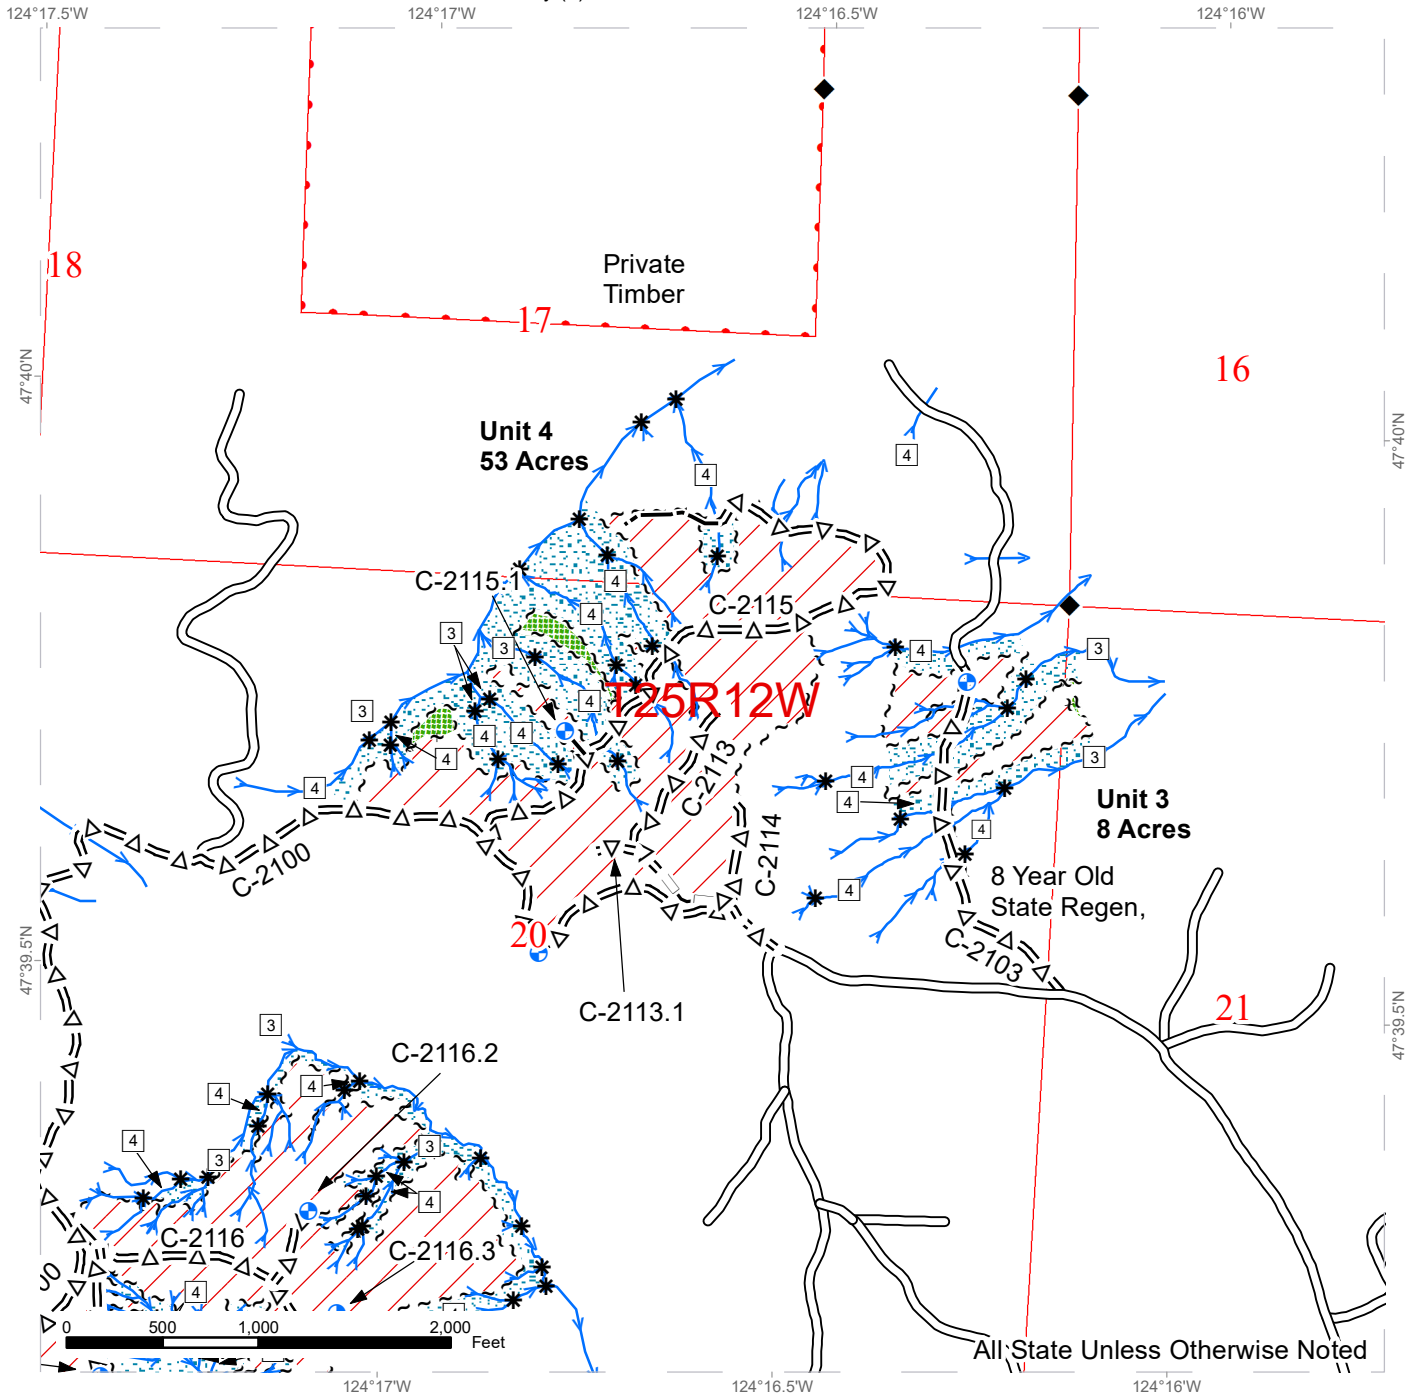 124°17.5'W
124°17'W
124°16.5'W
124°16'W
18
Private
Timber
17
16
47°40'N
47°40'N
Unit 4
53 Acres
4
4
C-2115.1
4
4
C-2115
3
3
4
3
T25R12W
4
3
4
4
4
C-2113
3
4
4
4
Unit 3
8 Acres
4
C-2114
C-2100
8 Year Old
State Regen,
4
20
C-2103
47°39.5'N
47°39.5'N
21
C-2113.1
3
C-2116.2
4
4
4
3
3
4
C-2116
C-2116.3
4
0
500
1,000
2,000
Feet
All State Unless Otherwise Noted
124°17'W
124°16.5'W
124°16'W